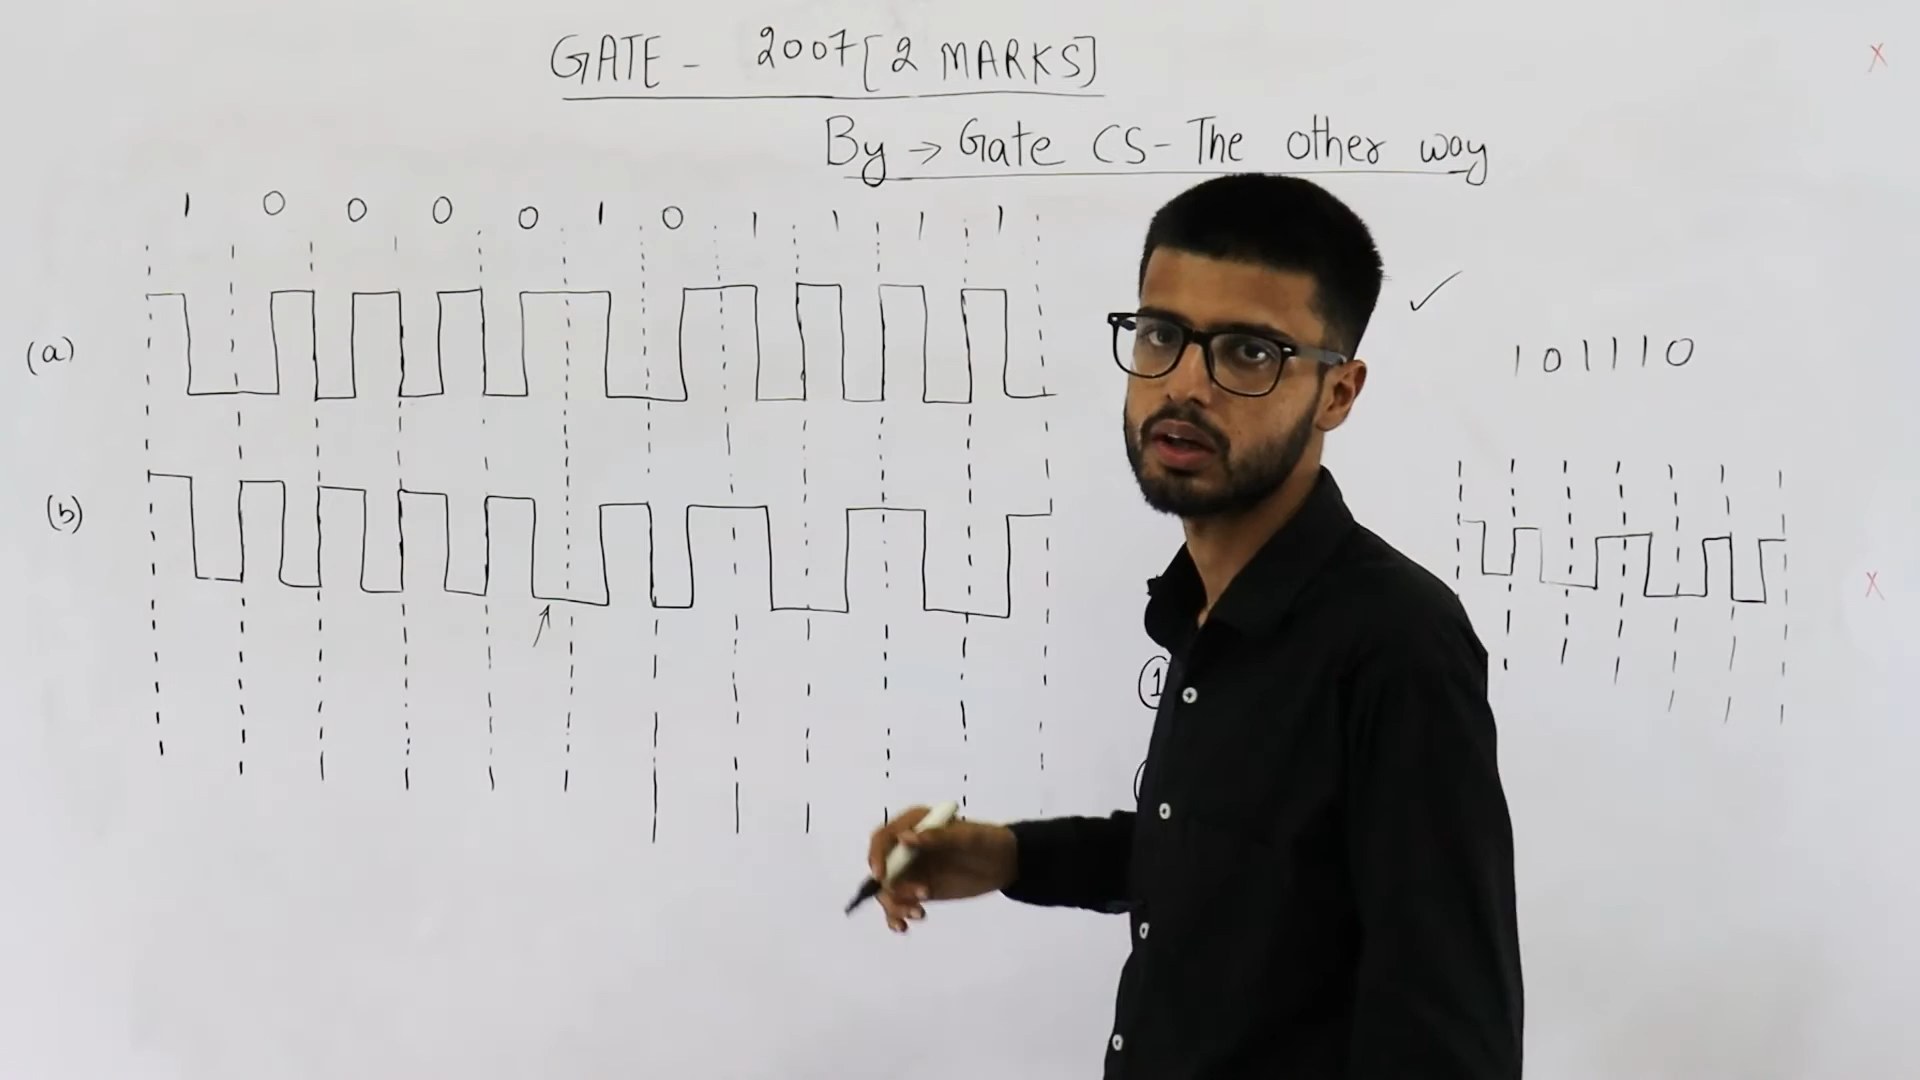 GATE - 2007 [2 MARKS]
By → Gate CS - The other way
1 0 0 0 0 1 0 1 1 1 1
(a)
(b)
101110
1